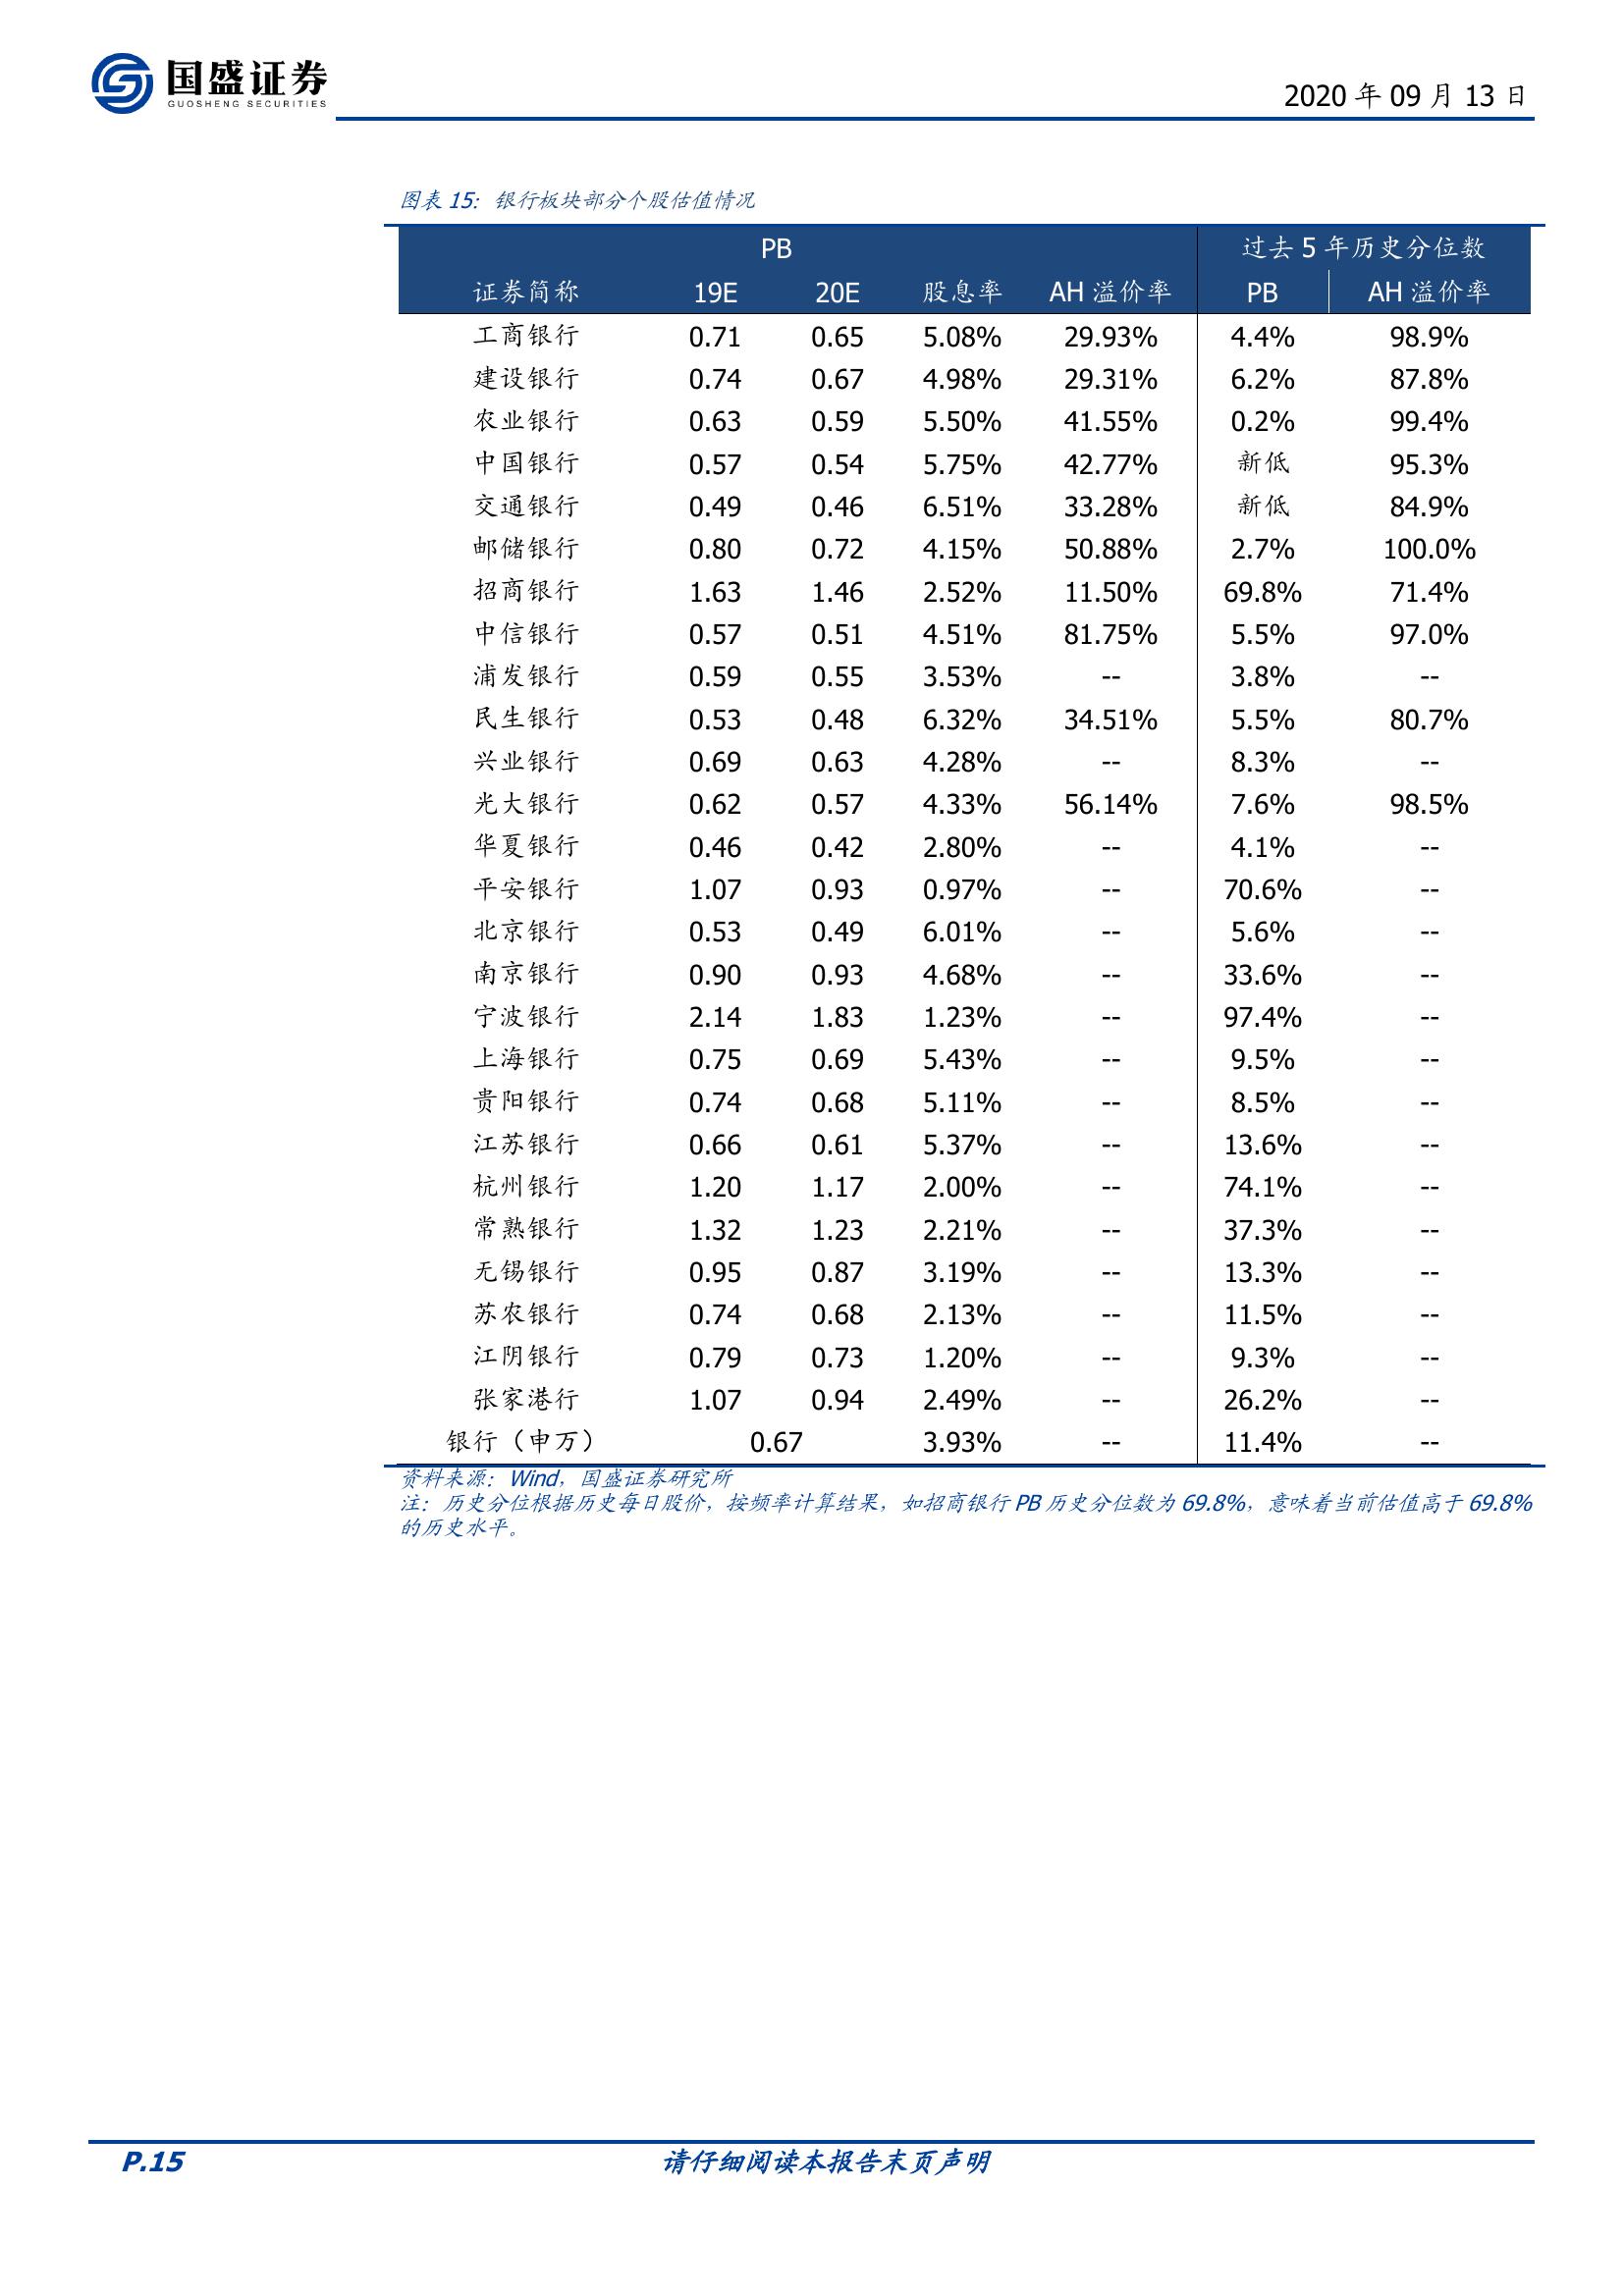 国盛证券
GUOSHENG SECURITIES
2020 年 09 月 13 日
图表 15：银行板块部分个股估值情况
PB 过去 5 年历史分位数
证券简称 19E 20E 股息率 AH 溢价率 PB AH 溢价率
工商银行 0.71 0.65 5.08% 29.93% 4.4% 98.9%
建设银行 0.74 0.67 4.98% 29.31% 6.2% 87.8%
农业银行 0.63 0.59 5.50% 41.55% 0.2% 99.4%
中国银行 0.57 0.54 5.75% 42.77% 新低 95.3%
交通银行 0.49 0.46 6.51% 33.28% 新低 84.9%
邮储银行 0.80 0.72 4.15% 50.88% 2.7% 100.0%
招商银行 1.63 1.46 2.52% 11.50% 69.8% 71.4%
中信银行 0.57 0.51 4.51% 81.75% 5.5% 97.0%
浦发银行 0.59 0.55 3.53% -- 3.8% --
民生银行 0.53 0.48 6.32% 34.51% 5.5% 80.7%
兴业银行 0.69 0.63 4.28% -- 8.3% --
光大银行 0.62 0.57 4.33% 56.14% 7.6% 98.5%
华夏银行 0.46 0.42 2.80% -- 4.1% --
平安银行 1.07 0.93 0.97% -- 70.6% --
北京银行 0.53 0.49 6.01% -- 5.6% --
南京银行 0.90 0.93 4.68% -- 33.6% --
宁波银行 2.14 1.83 1.23% -- 97.4% --
上海银行 0.75 0.69 5.43% -- 9.5% --
贵阳银行 0.74 0.68 5.11% -- 8.5% --
江苏银行 0.66 0.61 5.37% -- 13.6% --
杭州银行 1.20 1.17 2.00% -- 74.1% --
常熟银行 1.32 1.23 2.21% -- 37.3% --
无锡银行 0.95 0.87 3.19% -- 13.3% --
苏农银行 0.74 0.68 2.13% -- 11.5% --
江阴银行 0.79 0.73 1.20% -- 9.3% --
张家港行 1.07 0.94 2.49% -- 26.2% --
银行（申万） 0.67 3.93% -- 11.4% --
资料来源：Wind，国盛证券研究所
注：历史分位根据历史每日股价，按频率计算结果，如招商银行 PB 历史分位数为 69.8%，意味着当前估值高于 69.8%
的历史水平。
P.15 请仔细阅读本报告末页声明